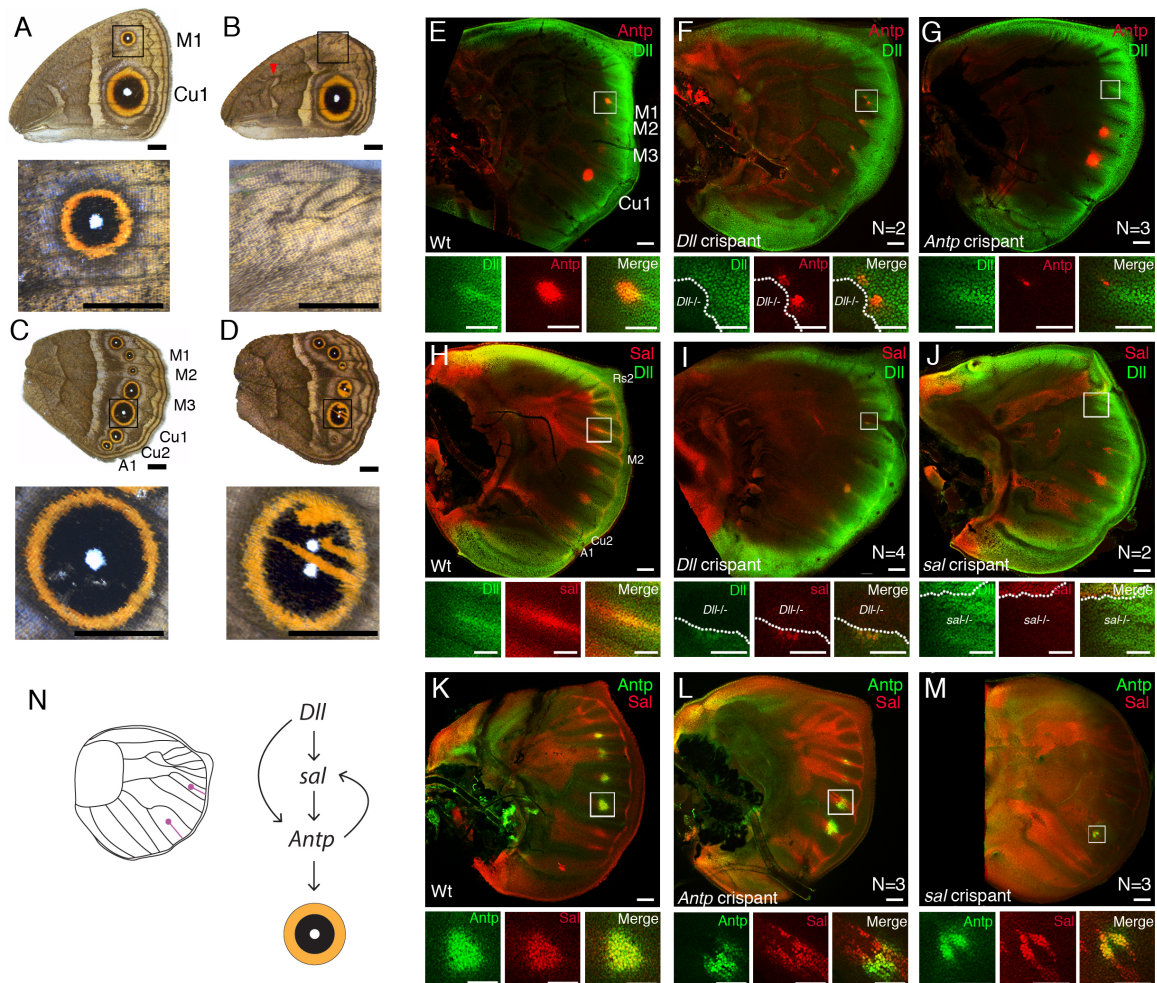 A
M1
Cu1
B
C
M1
M2
M3
Cu1
Cu2
A1
D
E
Antp
Dll
M1
M2
M3
Cu1
Wt
Dll
Antp
Merge
F
Antp
Dll
N=2
Dll crispant
Dll
Antp
Merge
Dll-/-
Dll-/-
Dll-/-
G
Antp
Dll
N=3
Antp crispant
Dll
Antp
Merge
H
Sal
Dll
Rs2
M2
Cu2
A1
Wt
Dll
sal
Merge
I
Sal
Dll
N=4
Dll crispant
Dll
sal
Merge
Dll-/-
Dll-/-
Dll-/-
J
Sal
Dll
N=2
sal crispant
Dll
sal
Merge
sal-/-
sal-/-
sal-/-
K
Antp
Sal
Wt
Antp
Sal
Merge
L
Antp
Sal
N=3
Antp crispant
Antp
Sal
Merge
M
Antp
Sal
N=3
sal crispant
Antp
Sal
Merge
N
Dll
sal
Antp